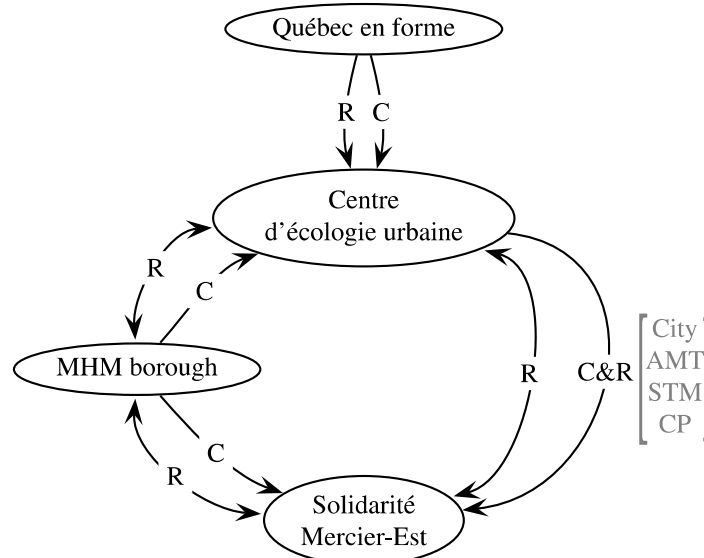 Québec en forme
R
C
Centre
d'écologie urbaine
R
C
City
AMT
STM
CP
MHM borough
R
C&R
C
R
Solidarité
Mercier-Est